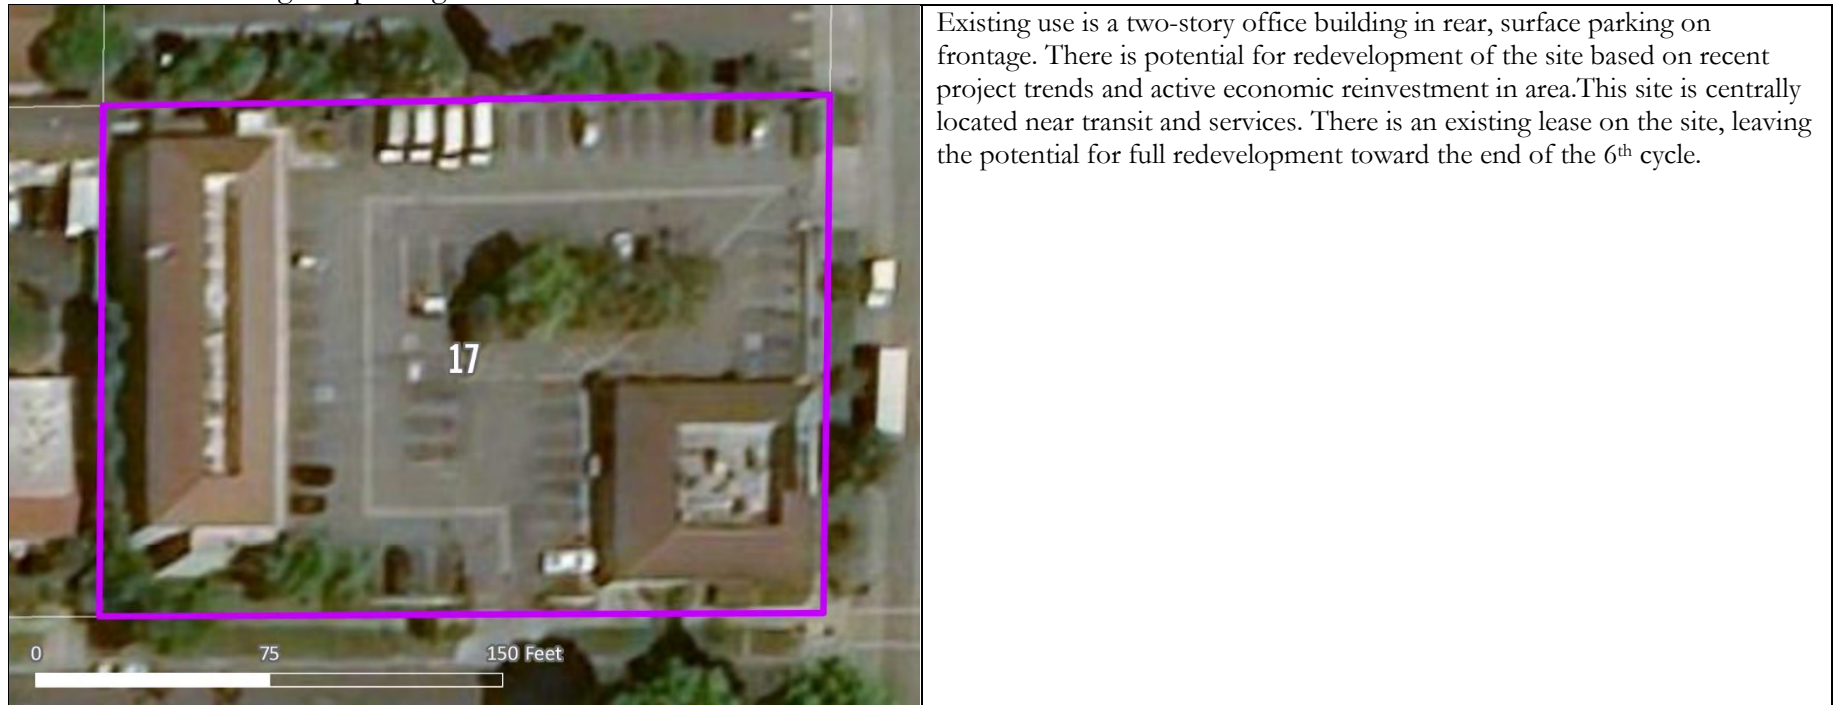 Existing use is a two-story office building in rear, surface parking on
frontage. There is potential for redevelopment of the site based on recent
project trends and active economic reinvestment in area.This site is centrally
located near transit and services. There is an existing lease on the site, leaving
the potential for full redevelopment toward the end of the 6th cycle.
17
0 75 150 Feet